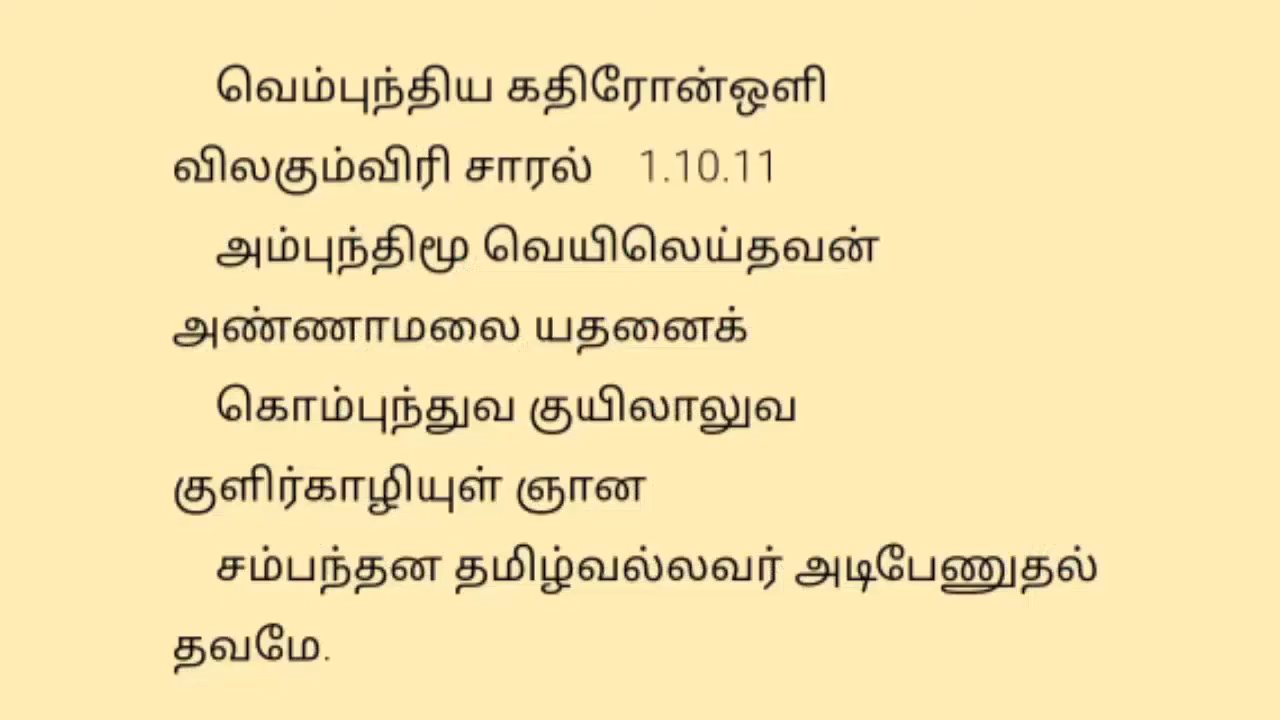 வெம்புந்திய கதிரோன்ஒளி
விலகும்விரி சாரல் 1.10.11
அம்புந்திமூ வெயிலெய்தவன்
அண்ணாமலை யதனைக்
கொம்புந்துவ குயிலாலுவ
குளிர்காழியுள் ஞான
சம்பந்தன தமிழ்வல்லவர் அடிபேணுதல்
தவமே.